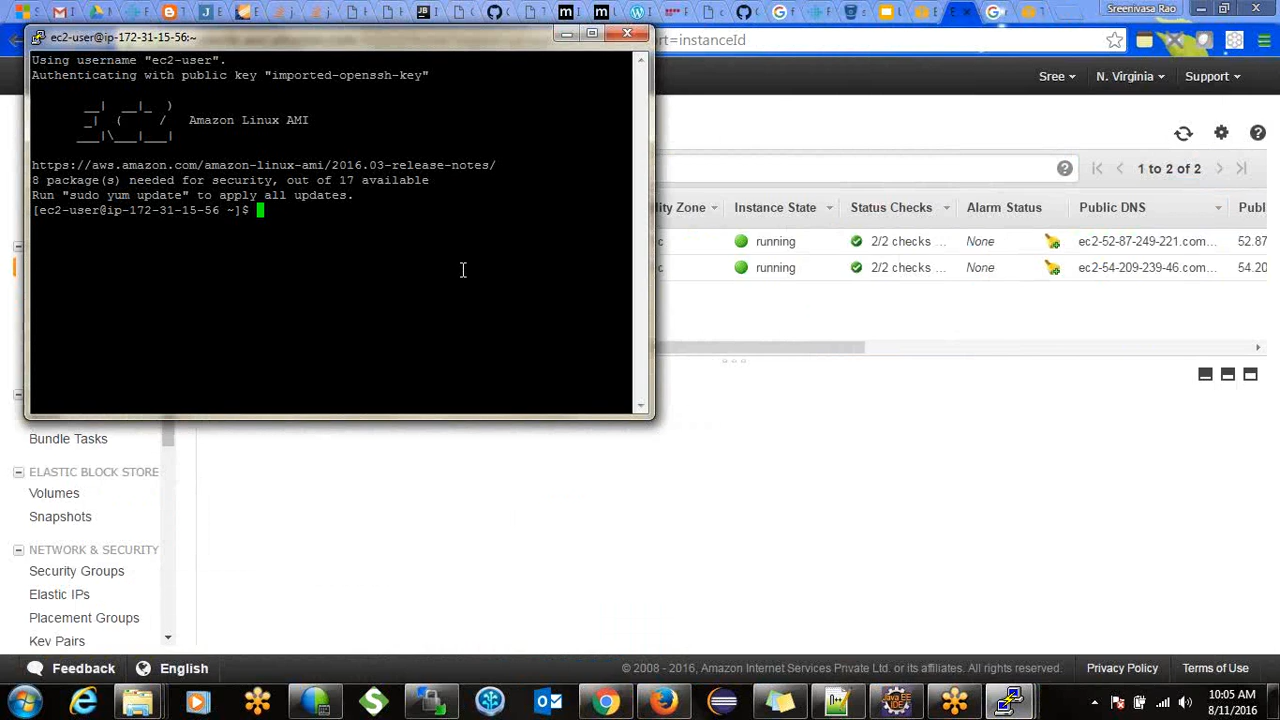 Sreenivasa Rao
ec2-user@ip-172-31-15-56:~
rt=instanceId
Using username "ec2-user".
Authenticating with public key "imported-openssh-key"
__|  __|_  )
_|  (     /   Amazon Linux AMI
___|\___|___|
https://aws.amazon.com/amazon-linux-ami/2016.03-release-notes/
8 package(s) needed for security, out of 17 available
Run "sudo yum update" to apply all updates.
[ec2-user@ip-172-31-15-56 ~]$
Sree N. Virginia Support
1 to 2 of 2
ility Zone Instance State Status Checks Alarm Status Public DNS Publ
c running 2/2 checks ... None ec2-52-87-249-221.com... 52.87
c running 2/2 checks ... None ec2-54-209-239-46.com... 54.20
Bundle Tasks
ELASTIC BLOCK STORE
Volumes
Snapshots
NETWORK & SECURITY
Security Groups
Elastic IPs
Placement Groups
Key Pairs
Feedback English © 2008 - 2016, Amazon Internet Services Private Ltd. or its affiliates. All rights reserved. Privacy Policy Terms of Use
10:05 AM
8/11/2016